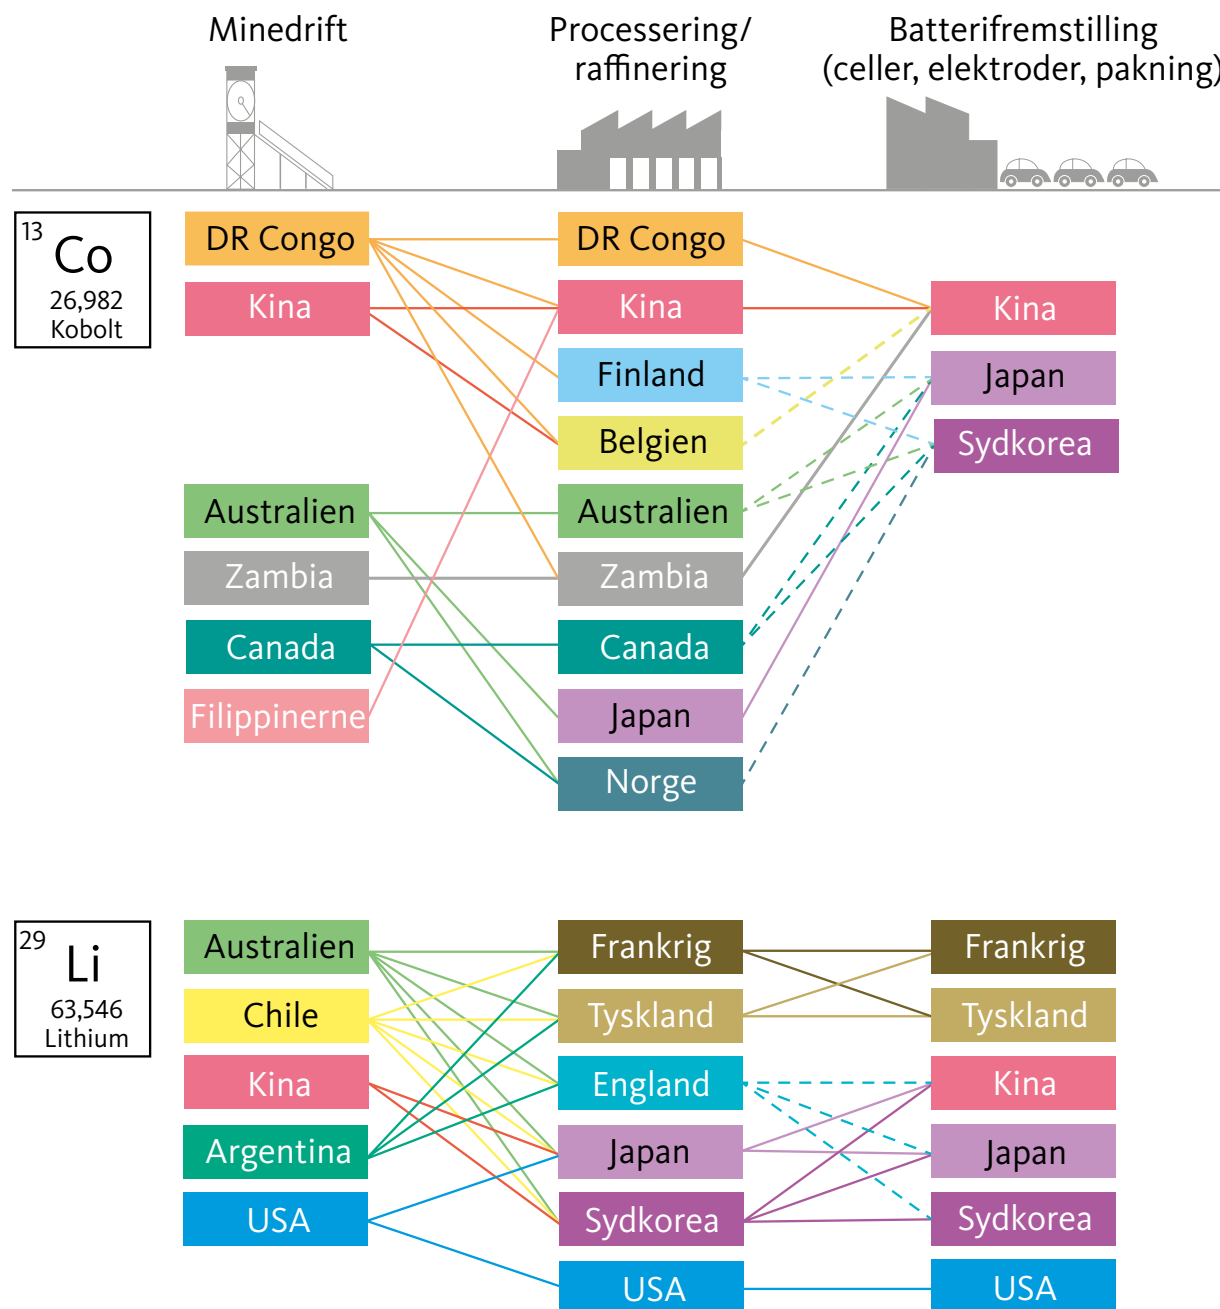 Minedrift
Processering/
raffinering
Batterifremstilling
(celler, elektroder, pakning)
13
Co
26,982
Kobolt
DR Congo
Kina
Australien
Zambia
Canada
Filippinerne
DR Congo
Kina
Finland
Belgien
Australien
Zambia
Canada
Japan
Norge
Kina
Japan
Sydkorea
29
Li
63,546
Lithium
Australien
Chile
Kina
Argentina
USA
Frankrig
Tyskland
England
Japan
Sydkorea
USA
Frankrig
Tyskland
Kina
Japan
Sydkorea
USA